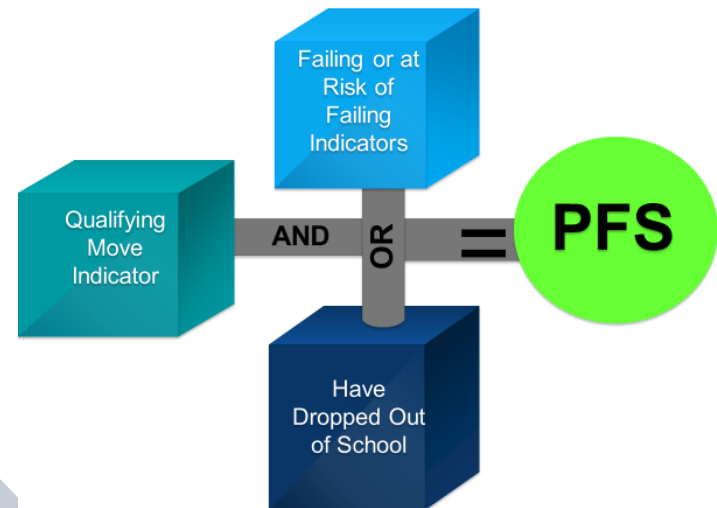 Failing or at
Risk of
Failing
Indicators
Qualifying
Move
Indicator
AND
OR
=
PFS
Have
Dropped Out
of School